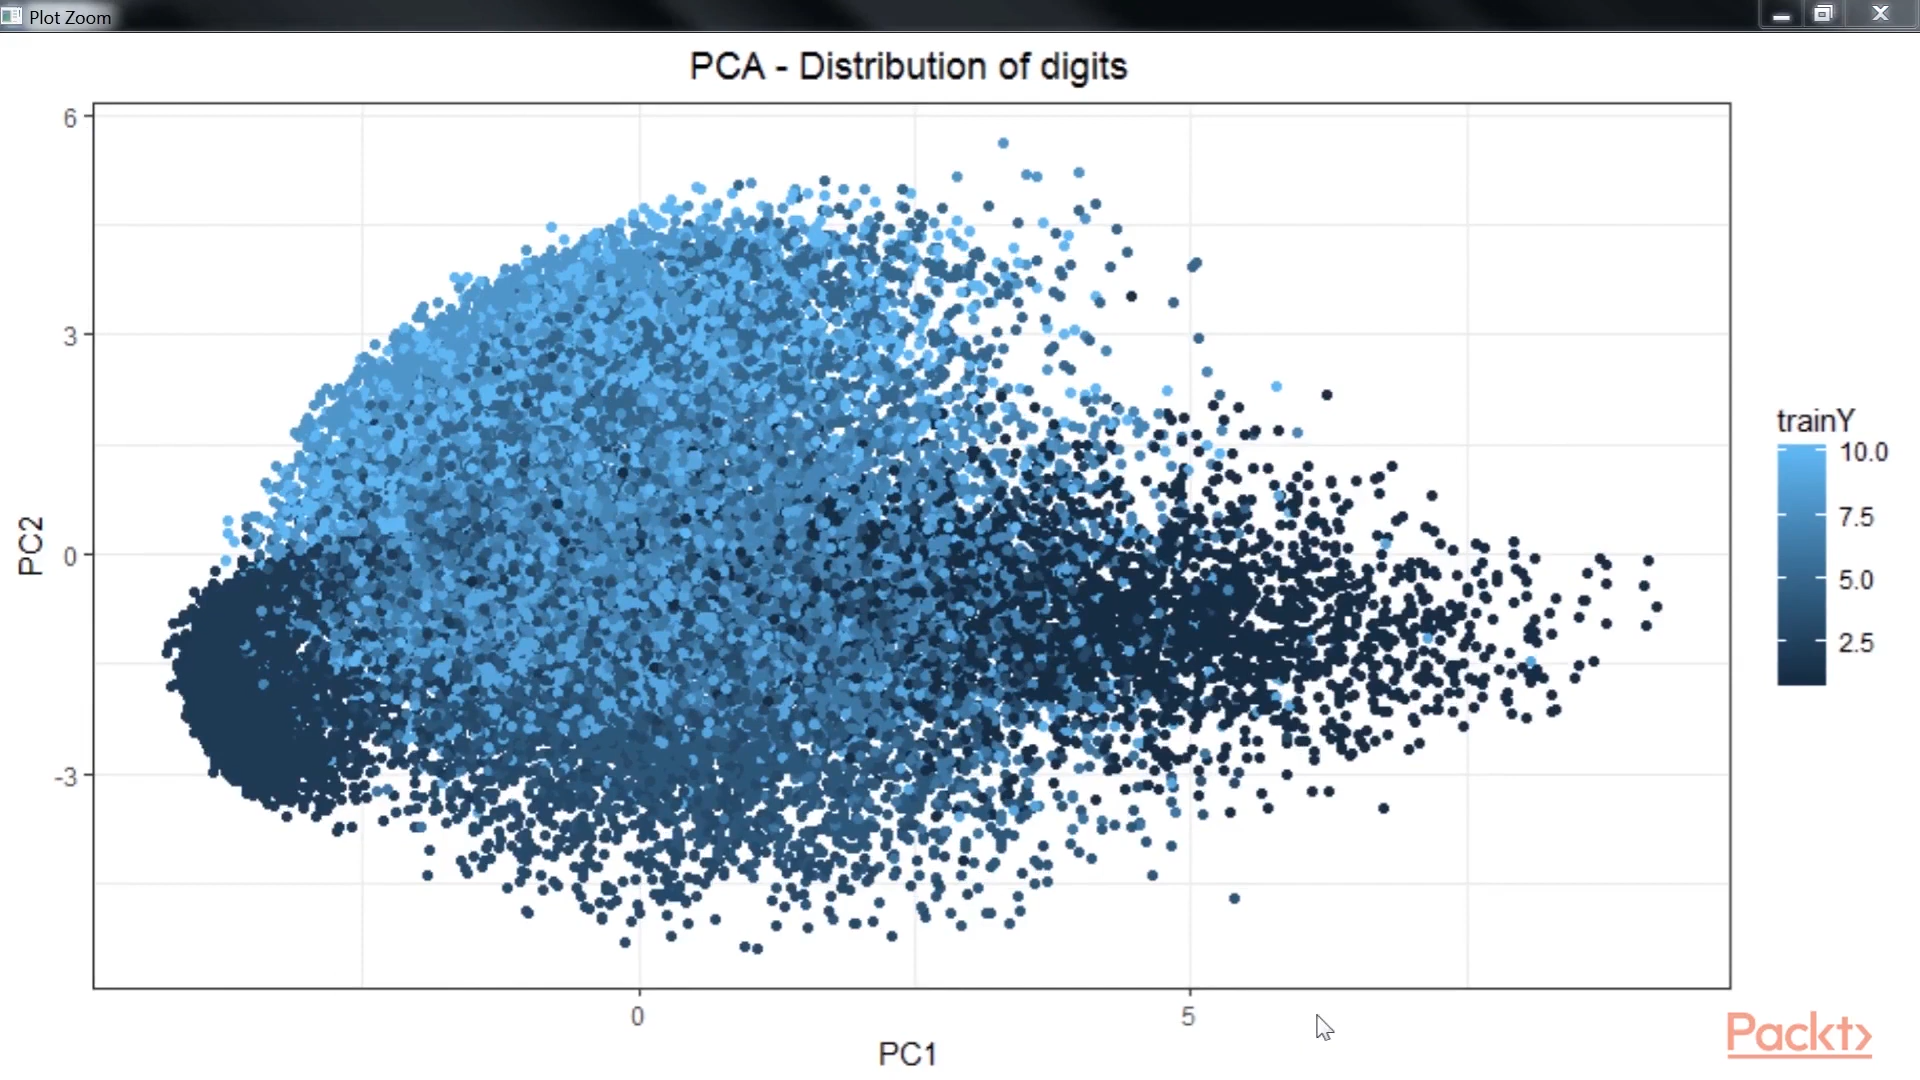 Plot Zoom
PCA - Distribution of digits
6
3
0
-3
PC2
0
5
PC1
trainY
10.0
7.5
5.0
2.5
Packt>